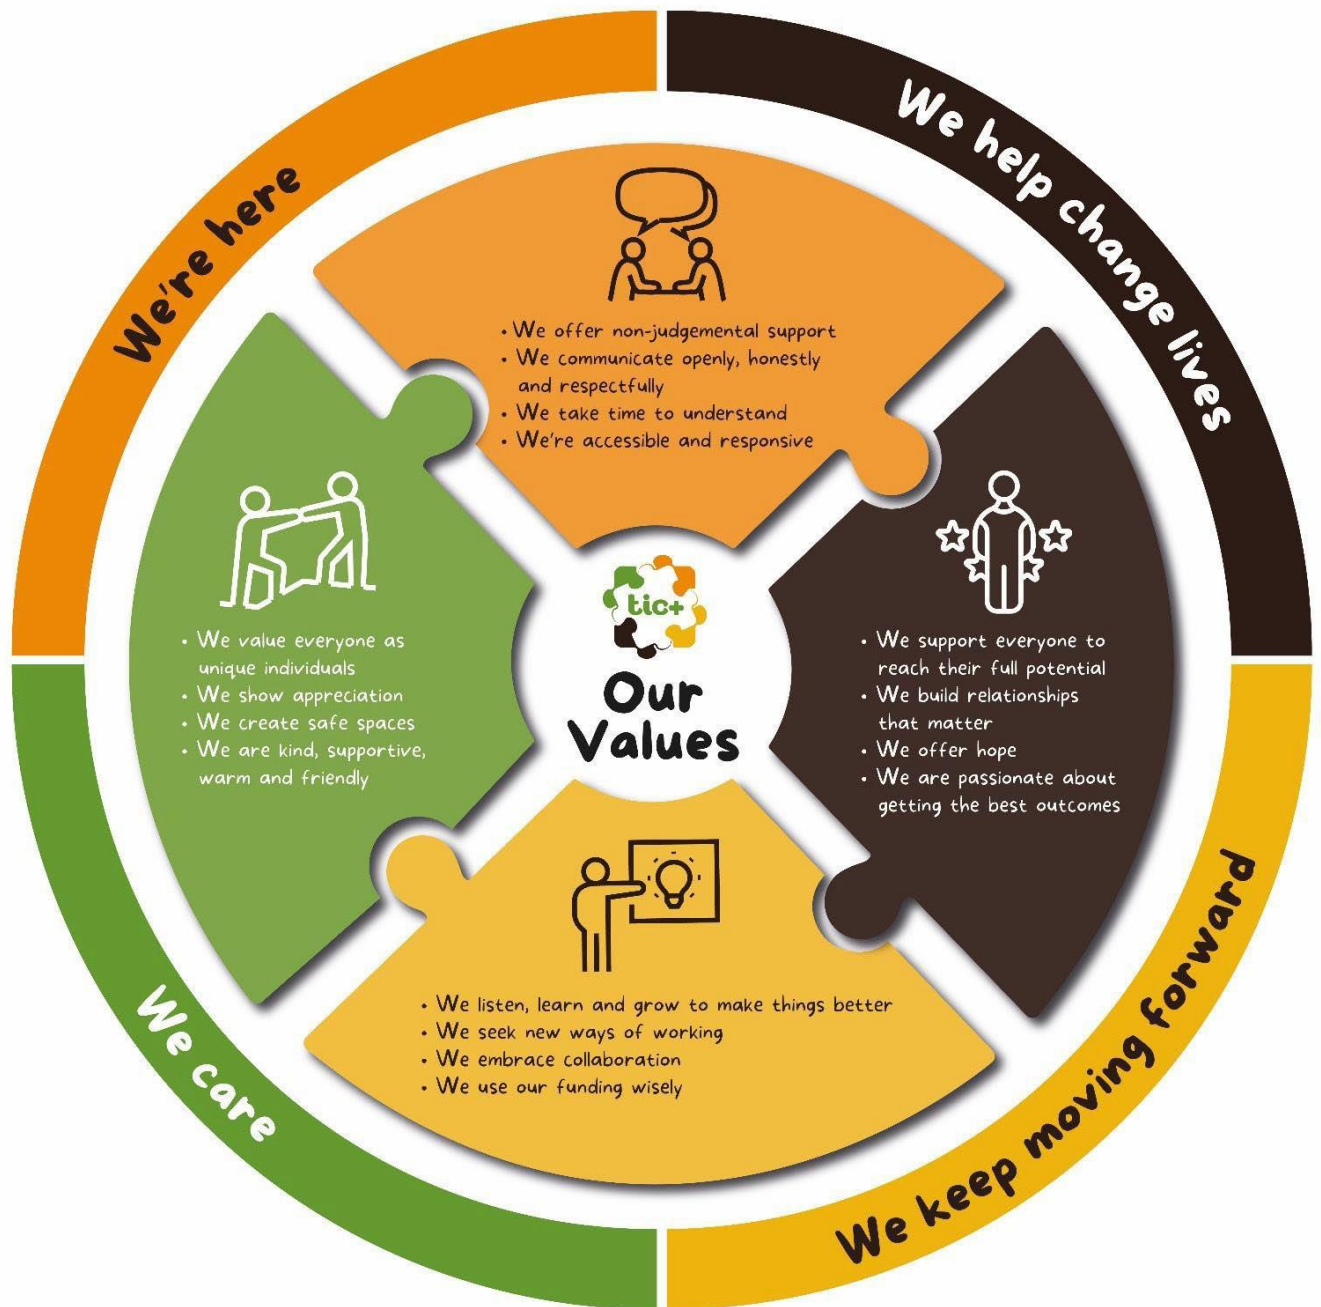 We're here
We help change lives
• We offer non-judgemental support
• We communicate openly, honestly
and respectfully
• We take time to understand
• We're accessible and responsive
• We value everyone as
unique individuals
• We show appreciation
• We create safe spaces
• We are kind, supportive,
warm and friendly
tic+
Our
Values
• We support everyone to
reach their full potential
• We build relationships
that matter
• We offer hope
• We are passionate about
getting the best outcomes
• We listen, learn and grow to make things better
• We seek new ways of working
• We embrace collaboration
• We use our funding wisely
We care
We keep moving forward